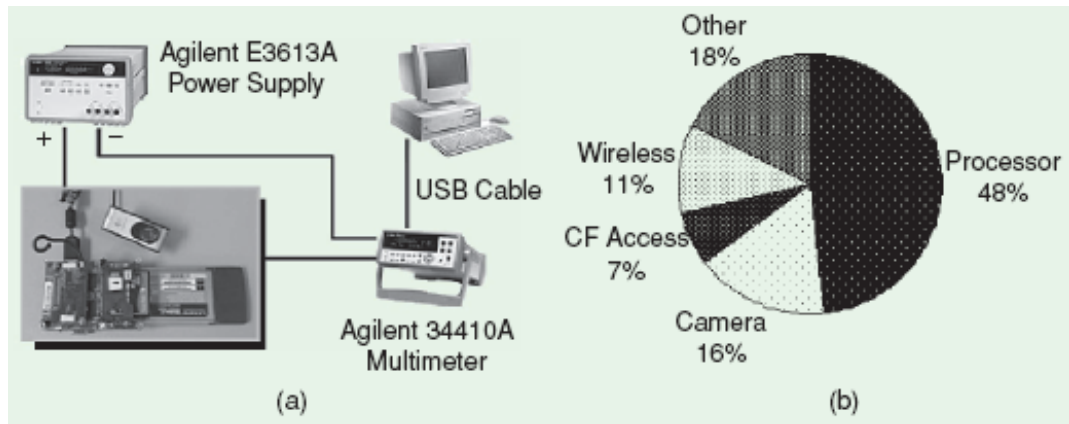 Agilent E3613A
Power Supply
+
−
USB Cable
Agilent 34410A
Multimeter
(a)
Other
18%
Wireless
11%
CF Access
7%
Camera
16%
Processor
48%
(b)